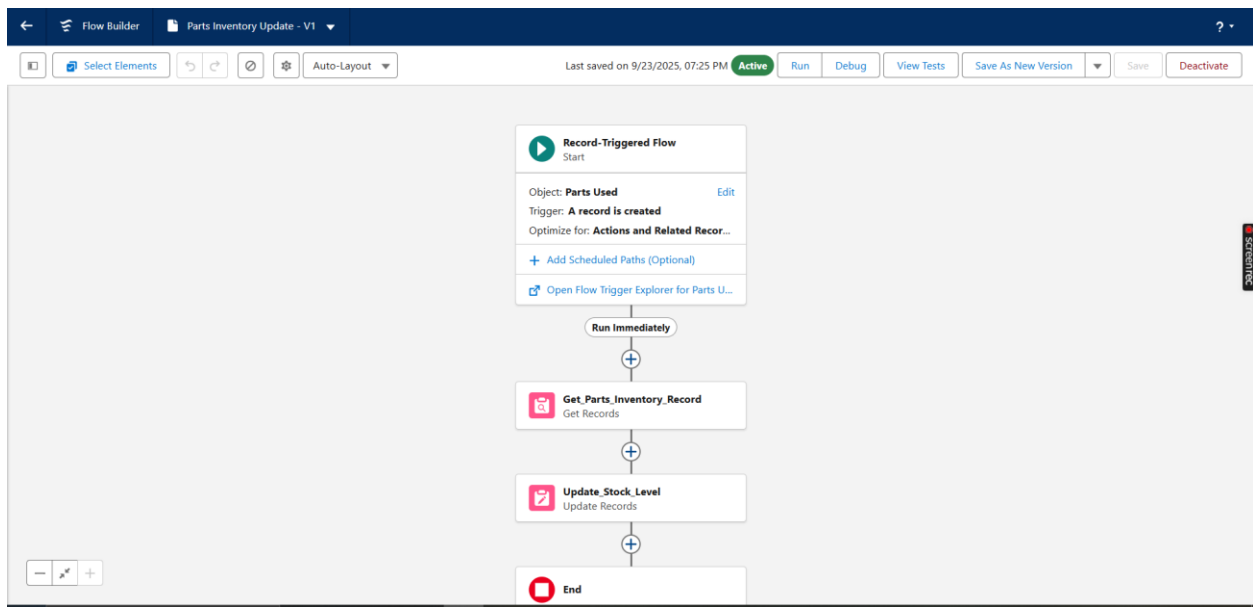 Flow Builder
Parts Inventory Update - V1
?
Select Elements
Auto-Layout
Last saved on 9/23/2025, 07:25 PM
Active
Run
Debug
View Tests
Save As New Version
Save
Deactivate
Record-Triggered Flow
Start
Object: Parts Used
Edit
Trigger: A record is created
Optimize for: Actions and Related Recor...
+ Add Scheduled Paths (Optional)
Open Flow Trigger Explorer for Parts U...
Run Immediately
Get_Parts_Inventory_Record
Get Records
Update_Stock_Level
Update Records
End
screenrec